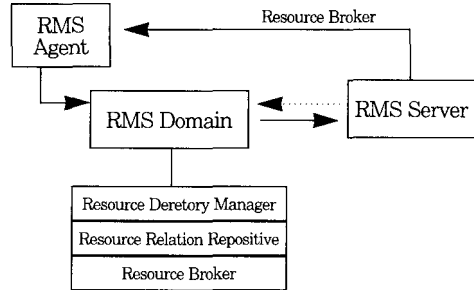 RMS
Agent
Resource Broker
RMS Domain
RMS Server
Resource Deretory Manager
Resource Relation Repositive
Resource Broker